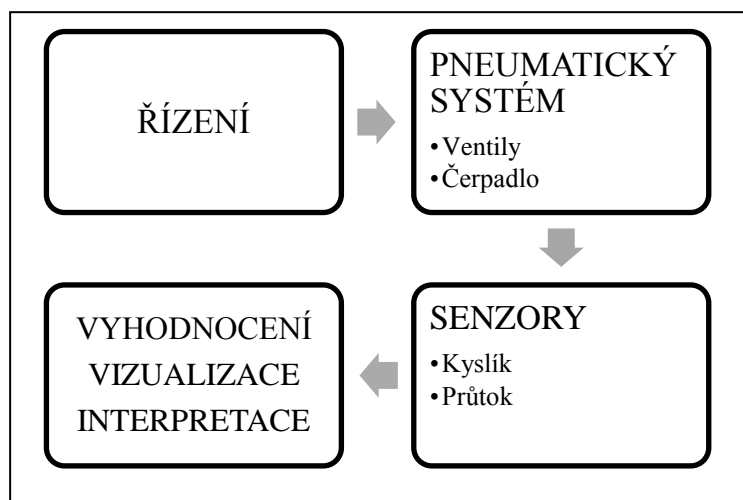 ŘÍZENÍ
PNEUMATICKÝ
SYSTÉM
•Ventily
•Čerpadlo
SENZORY
•Kyslík
•Průtok
VYHODNOCENÍ
VIZUALIZACE
INTERPRETACE